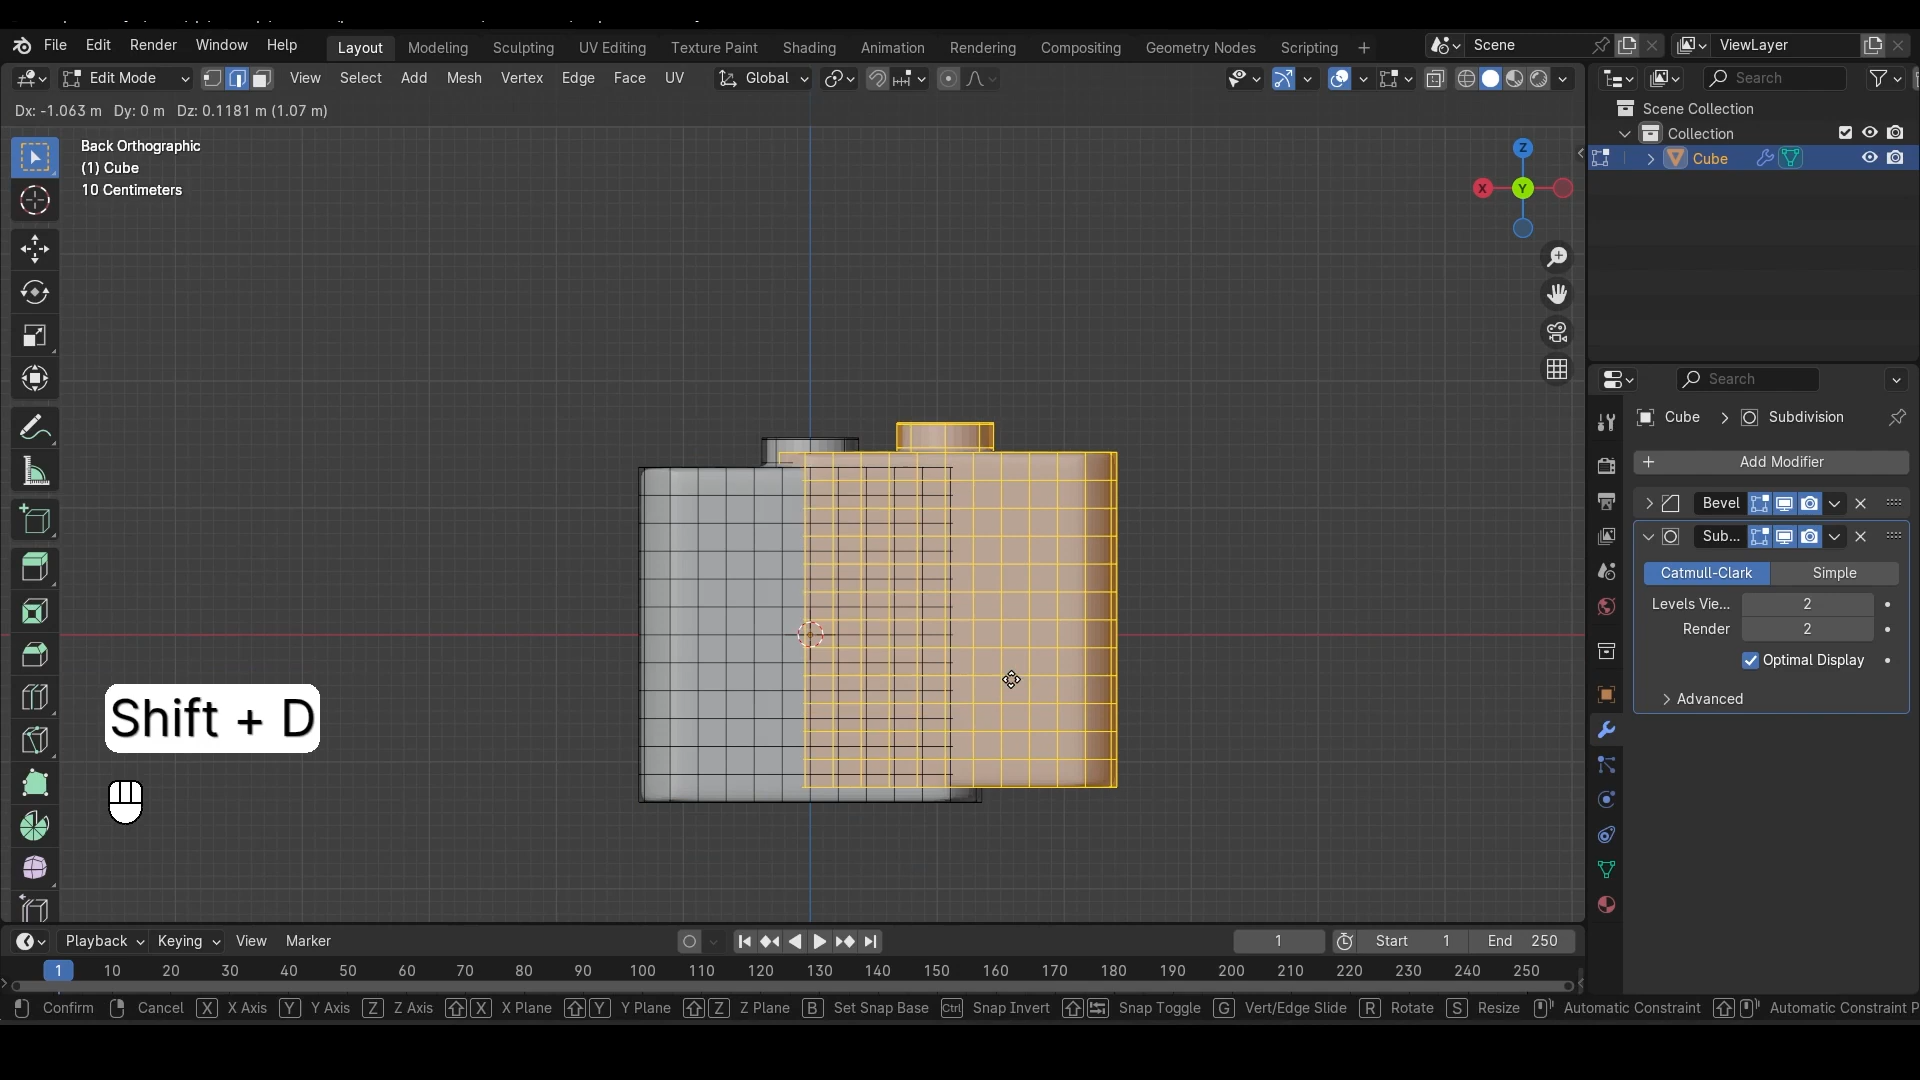 File Edit Render Window Help Layout Modeling Sculpting UV Editing Texture Paint Shading Animation Rendering Compositing Geometry Nodes Scripting + Scene ViewLayer
Edit Mode View Select Add Mesh Vertex Edge Face UV Global Search
Dx: -1.063 m Dy: 0 m Dz: 0.1181 m (1.07 m)
Back Orthographic
(1) Cube
10 Centimeters
Z
X
Y
Scene Collection
Collection
Cube
Search
Cube > Subdivision
+ Add Modifier
Bevel
Sub...
Catmull-Clark Simple
Levels Vie... 2
Render 2
Optimal Display
Advanced
Shift + D
Playback Keying View Marker 1 Start 1 End 250
1 10 20 30 40 50 60 70 80 90 100 110 120 130 140 150 160 170 180 190 200 210 220 230 240 250
Confirm Cancel X X Axis Y Y Axis Z Z Axis X X Plane Y Y Plane Z Z Plane B Set Snap Base Ctrl Snap Invert Snap Toggle G Vert/Edge Slide R Rotate S Resize Automatic Constraint Automatic Constraint P